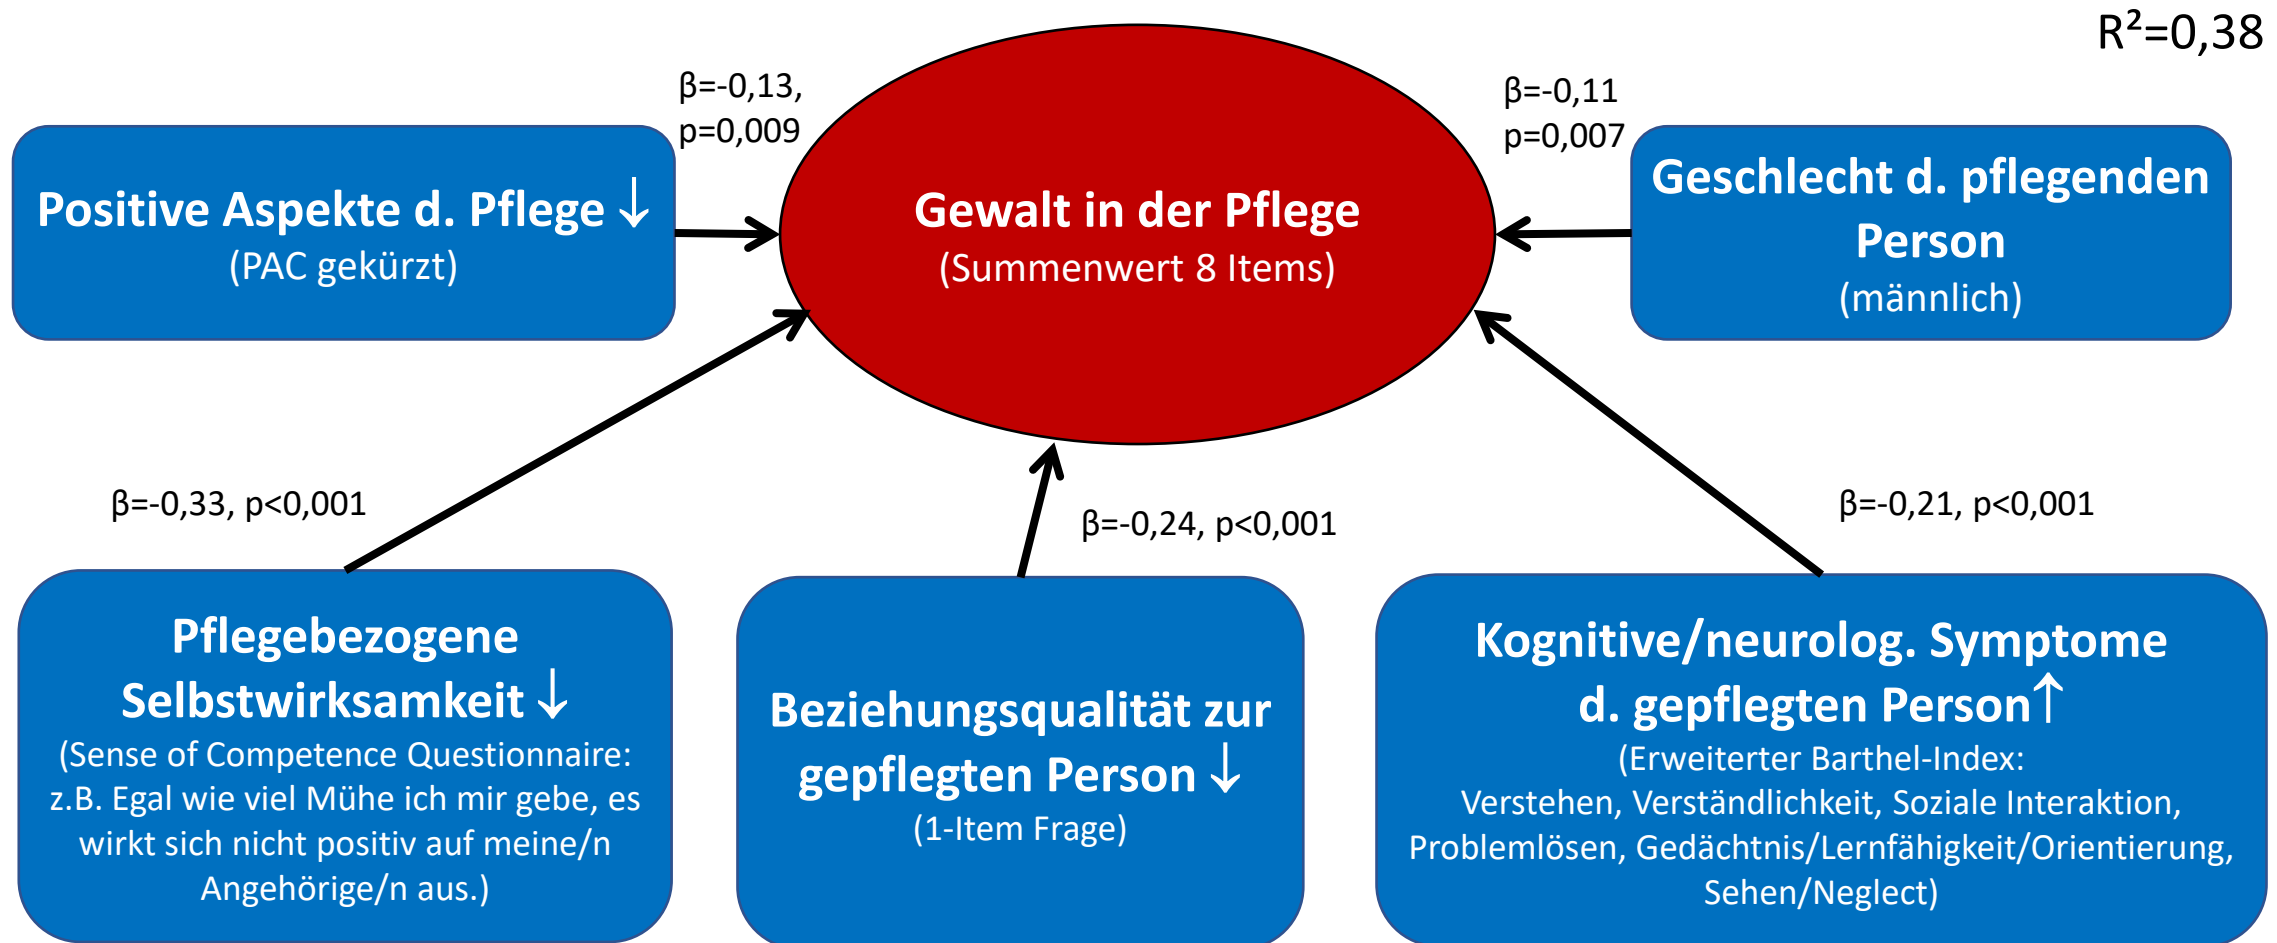 R²=0,38
β=-0,13,
p=0,009
β=-0,11
p=0,007
Positive Aspekte d. Pflege ↓
(PAC gekürzt)
Gewalt in der Pflege
(Summenwert 8 Items)
Geschlecht d. pflegenden
Person
(männlich)
β=-0,33, p<0,001
β=-0,24, p<0,001
β=-0,21, p<0,001
Pflegebezogene
Selbstwirksamkeit ↓
(Sense of Competence Questionnaire:
z.B. Egal wie viel Mühe ich mir gebe, es
wirkt sich nicht positiv auf meine/n
Angehörige/n aus.)
Beziehungsqualität zur
gepflegten Person ↓
(1-Item Frage)
Kognitive/neurolog. Symptome
d. gepflegten Person↑
(Erweiterter Barthel-Index:
Verstehen, Verständlichkeit, Soziale Interaktion,
Problemlösen, Gedächtnis/Lernfähigkeit/Orientierung,
Sehen/Neglect)